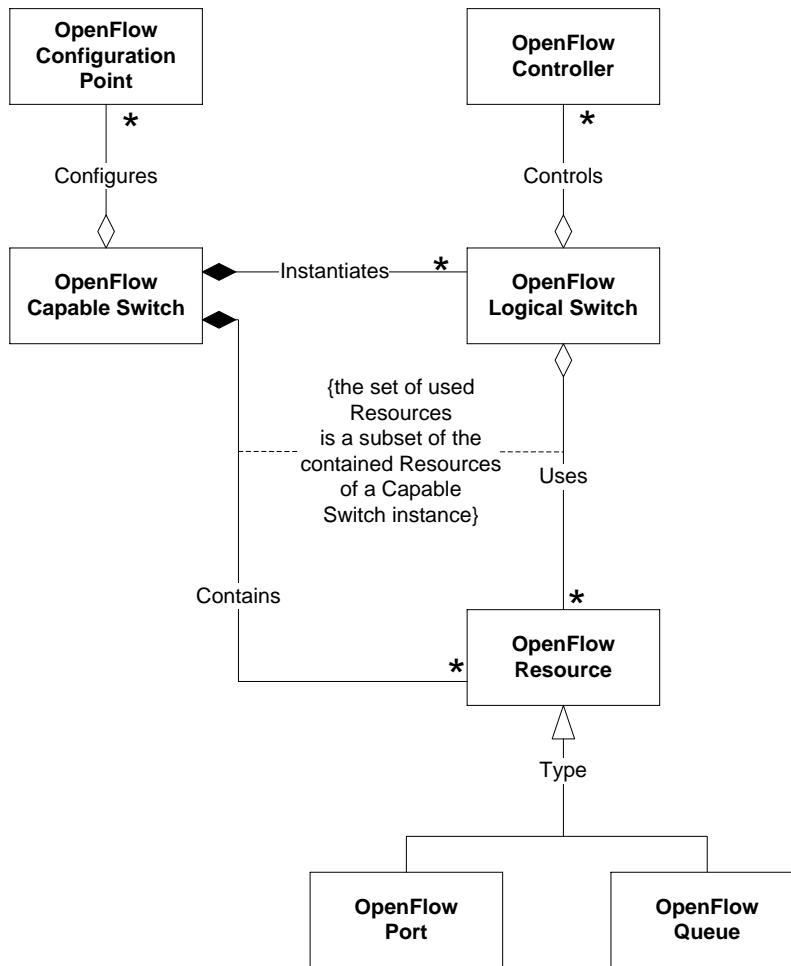 OpenFlow
Configuration
Point
OpenFlow
Controller
*
*
Configures
Controls
OpenFlow
Capable Switch
Instantiates
*
OpenFlow
Logical Switch
{the set of used
Resources
is a subset of the
contained Resources
of a Capable
Switch instance}
Uses
Contains
*
*
OpenFlow
Resource
Type
OpenFlow
Port
OpenFlow
Queue